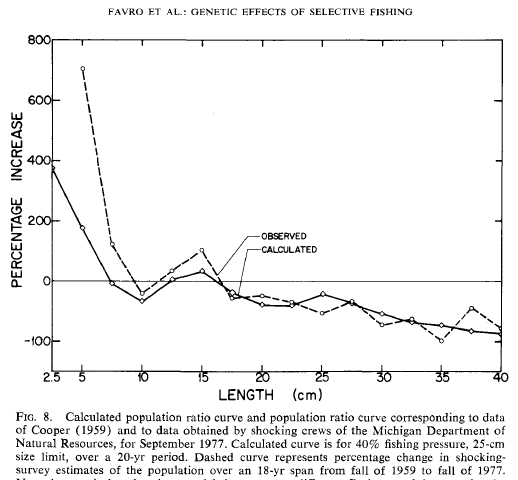 FAVRO ET AL.: GENETIC EFFECTS OF SELECTIVE FISHING
800
600
400
200
0
-100
PERCENTAGE INCREASE
OBSERVED
CALCULATED
2.5 5 10 15 20 25 30 35 40
LENGTH (cm)
FIG. 8. Calculated population ratio curve and population ratio curve corresponding to data
of Cooper (1959) and to data obtained by shocking crews of the Michigan Department of
Natural Resources, for September 1977. Calculated curve is for 40% fishing pressure, 25-cm
size limit, over a 20-yr period. Dashed curve represents percentage change in shocking-
survey estimates of the population over an 18-yr span from fall of 1959 to fall of 1977.